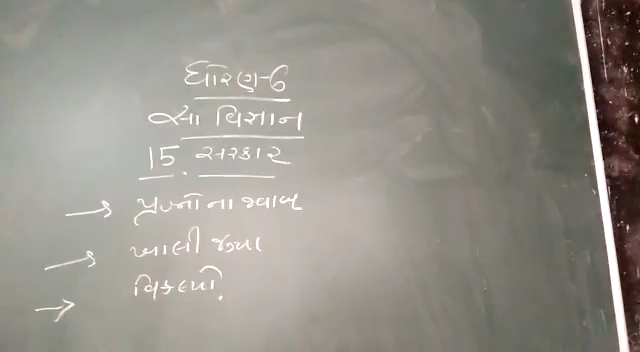 ધોરણ-6
સા વિજ્ઞાન
15. સરકાર
→ પ્રશ્નોના જવાબ
→ ખાલી જગ્યા
→ વિકલ્પો.